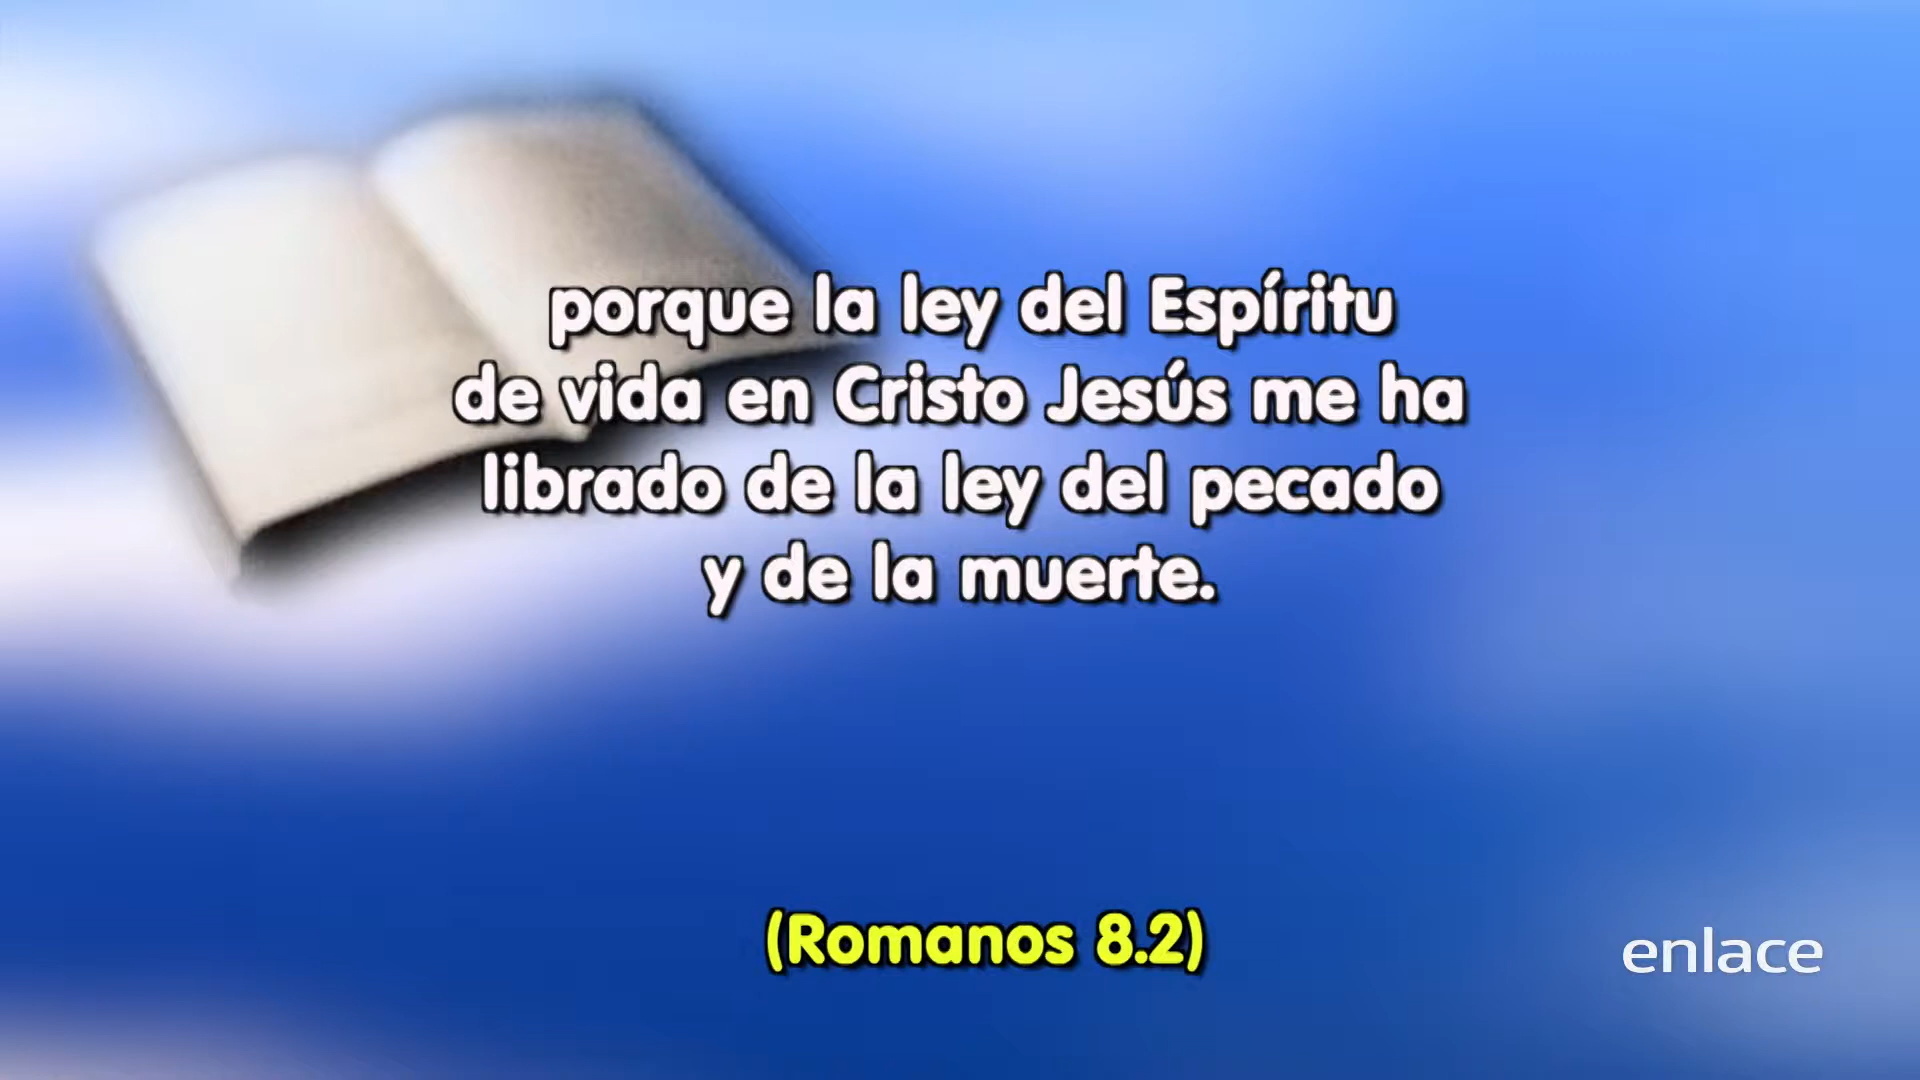 porque la ley del Espíritu
de vida en Cristo Jesús me ha
librado de la ley del pecado
y de la muerte.
(Romanos 8.2)
enlace